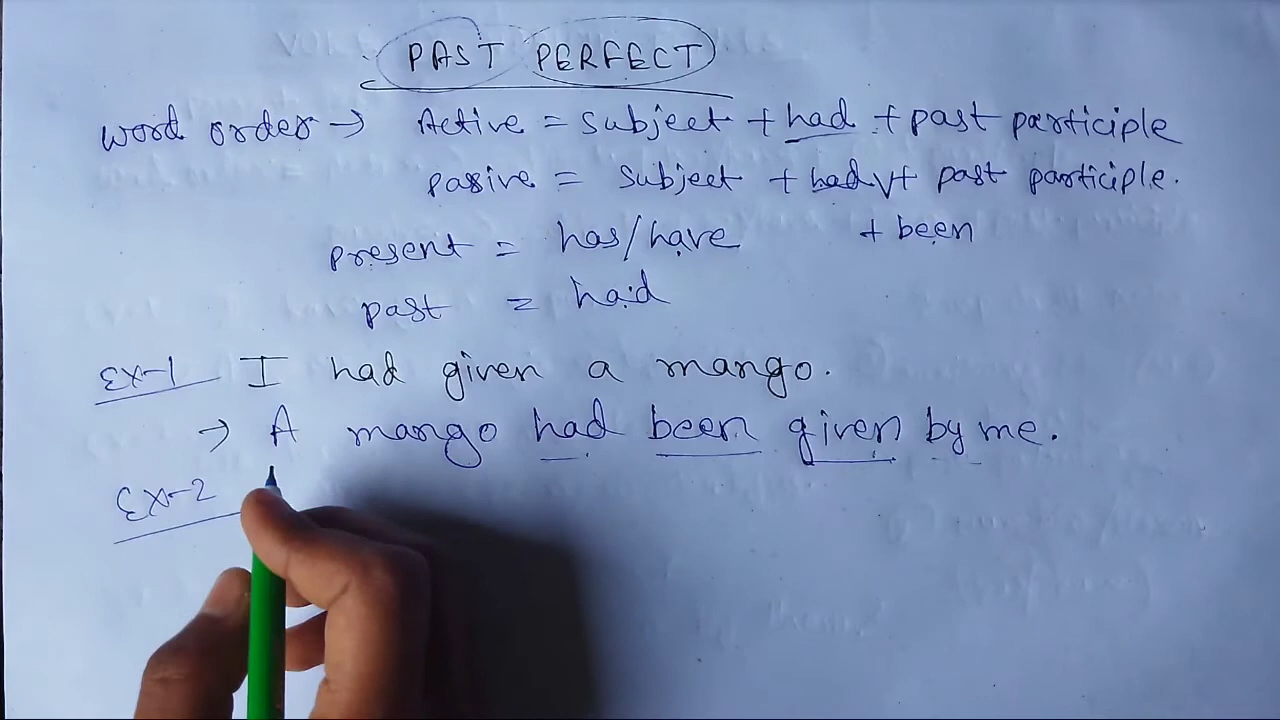 PAST PERFECT
Word order → Active = subject + had + past participle
pasive = subject + had + past participle.
+ been
present = has/have
past = had
Ex-1 I had given a mango.
→ A mango had been given by me.
Ex-2